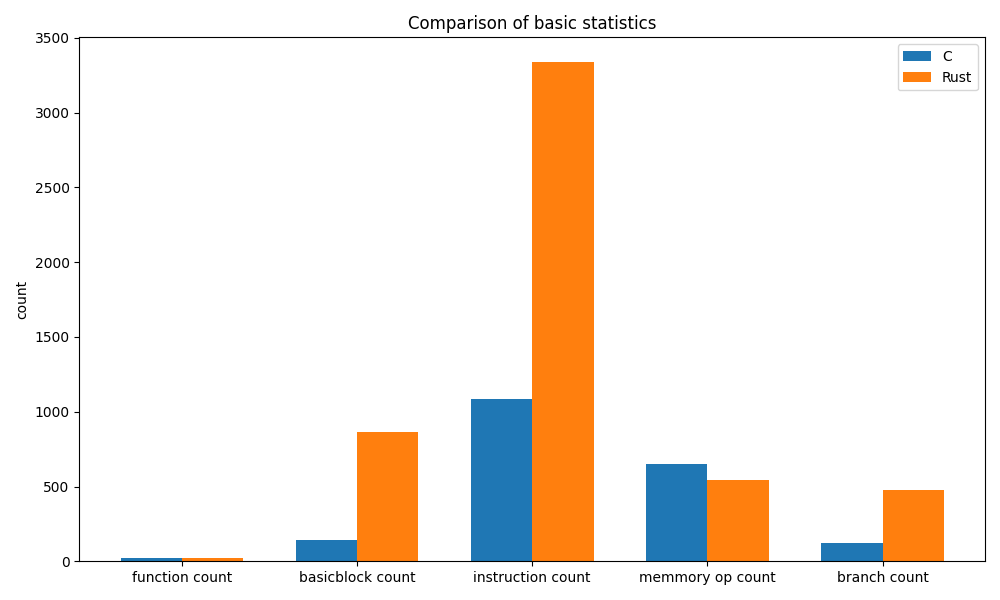 Comparison of basic statistics
C
Rust
count
3500
3000
2500
2000
1500
1000
500
0
function count
basicblock count
instruction count
memmory op count
branch count